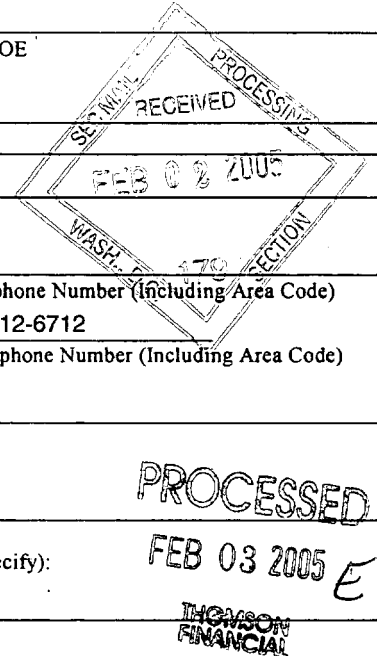 OE
SEC MAIL PROCESSING
RECEIVED
FEB 02 2005
WASH., 179 SECTION
phone Number (Including Area Code)
12-6712
phone Number (Including Area Code)
PROCESSED
ecify):
FEB 03 2005 E
THOMSON
FINANCIAL